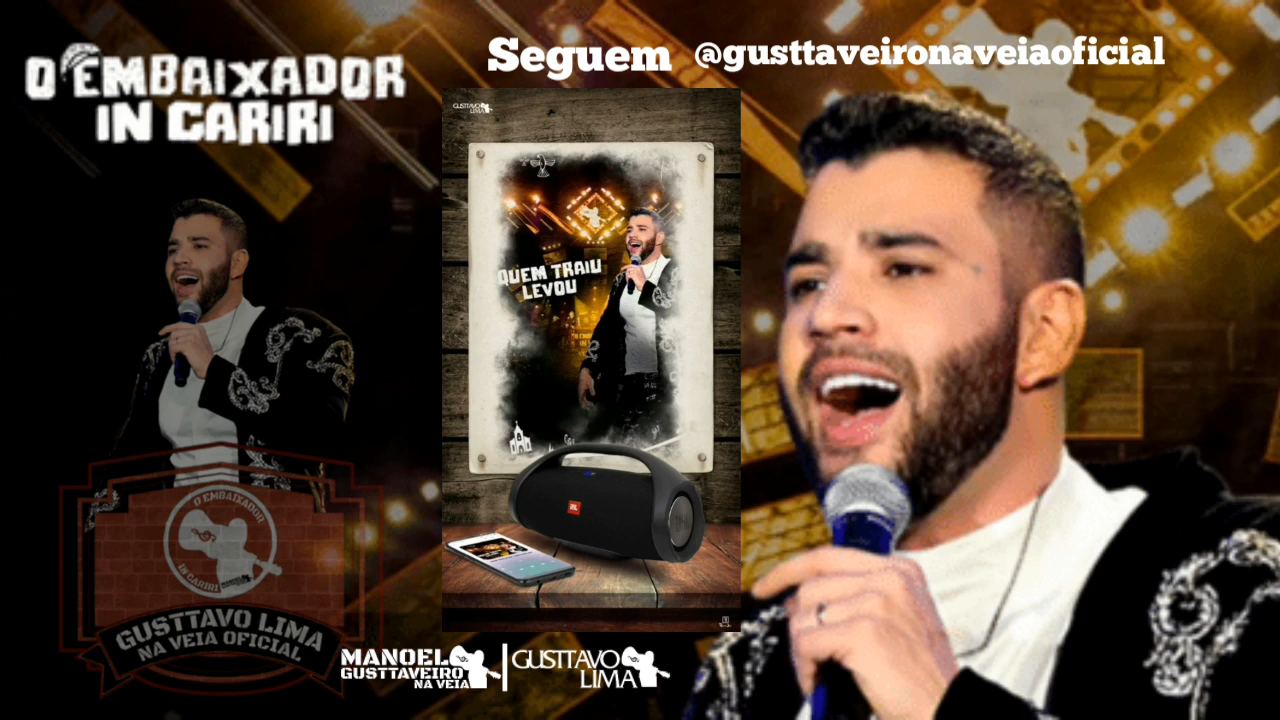 O EMBAIXADOR
IN CARIRI
Seguem @gusttaveironaveiaoficial
GUSTTAVO
LIMA
QUEM TRAIU
LEVOU
JBL
O EMBAIXADOR
IN CARIRI
GUSTTAVO LIMA
NA VEIA OFICIAL
MANOEL
GUSTTAVEIRO
NA VEIA
GUSTTAVO
LIMA